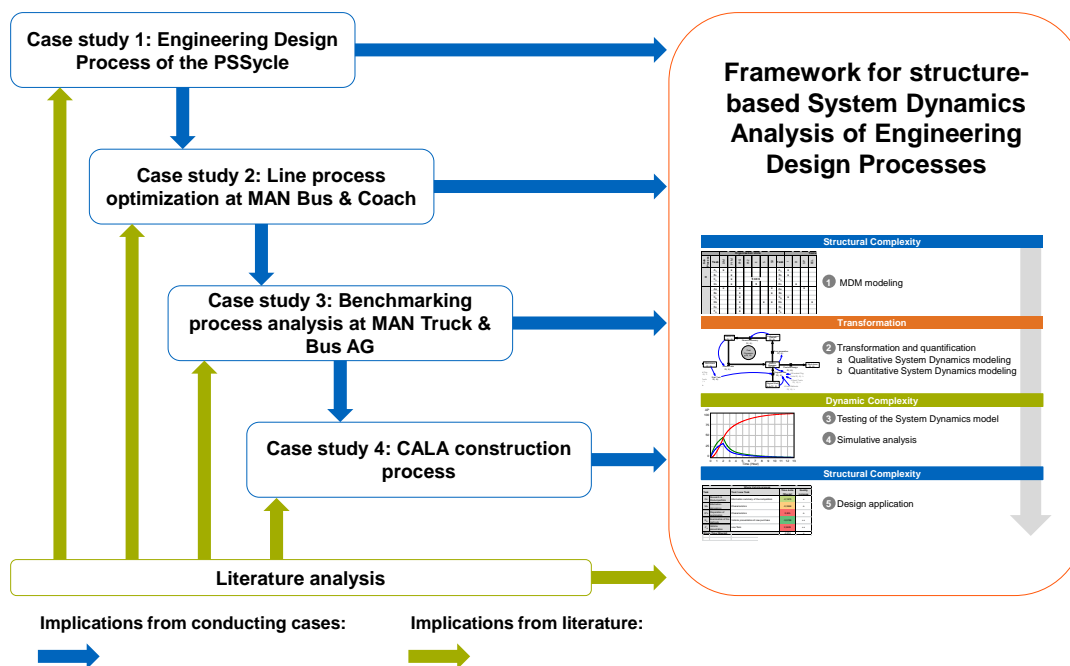 Case study 1: Engineering Design
Process of the PSSycle
Case study 2: Line process
optimization at MAN Bus & Coach
Case study 3: Benchmarking
process analysis at MAN Truck &
Bus AG
Case study 4: CALA construction
process
Literature analysis
Implications from conducting cases:
Implications from literature:
Framework for structure-
based System Dynamics
Analysis of Engineering
Design Processes
Structural Complexity
1 MDM modeling
Transformation
2 Transformation and quantification
a Qualitative System Dynamics modeling
b Quantitative System Dynamics modeling
Dynamic Complexity
3 Testing of the System Dynamics model
4 Simulative analysis
Structural Complexity
5 Design application